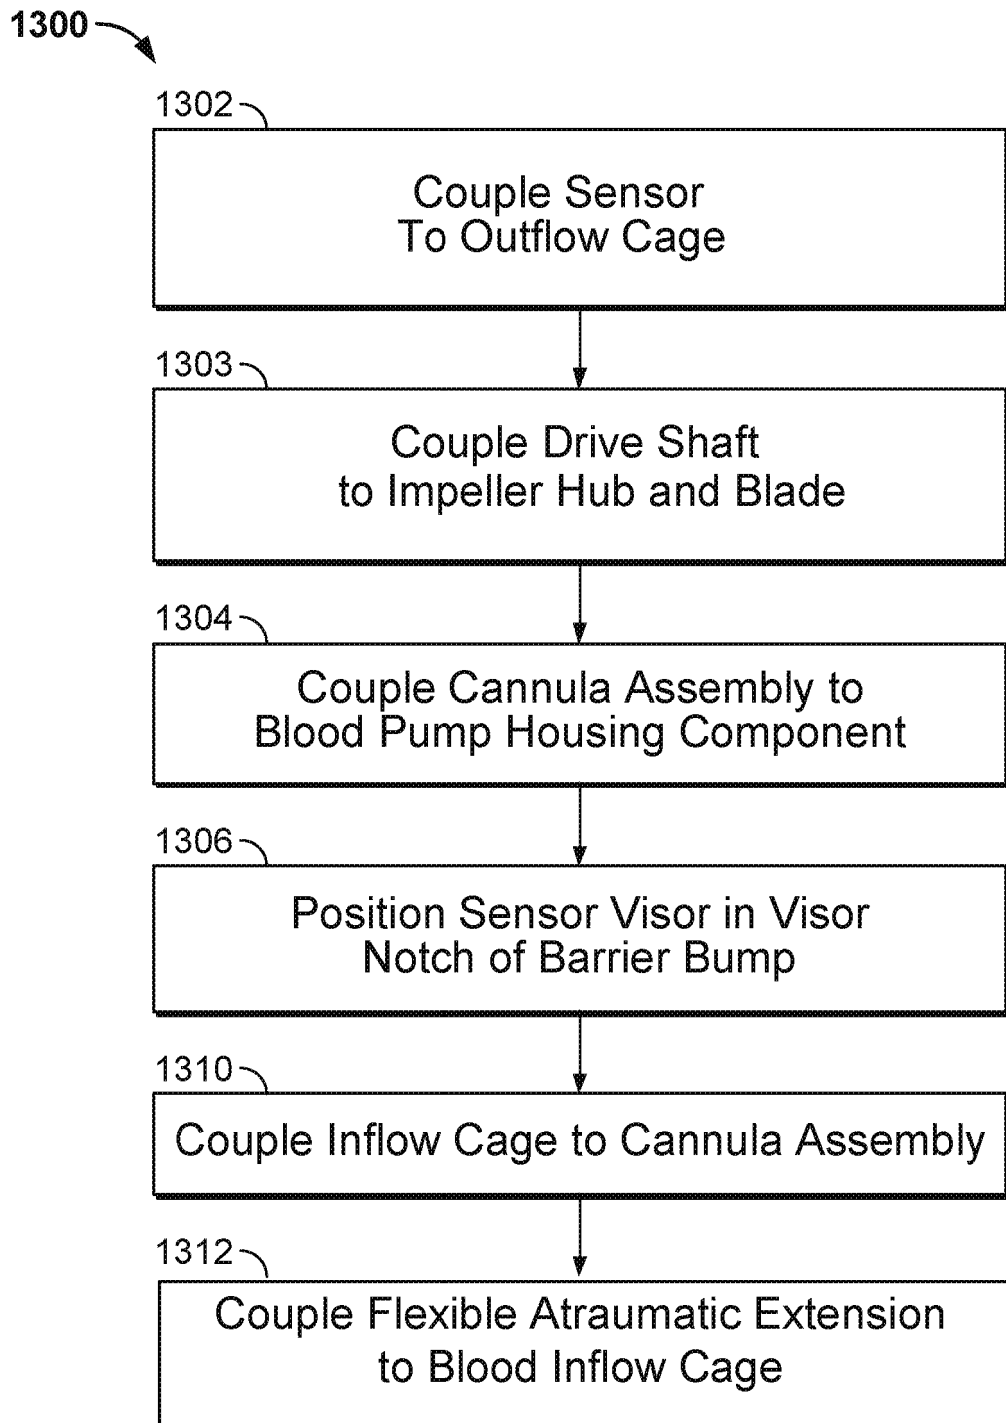 1300
1302
Couple Sensor
To Outflow Cage
1303
Couple Drive Shaft
to Impeller Hub and Blade
1304
Couple Cannula Assembly to
Blood Pump Housing Component
1306
Position Sensor Visor in Visor
Notch of Barrier Bump
1310
Couple Inflow Cage to Cannula Assembly
1312
Couple Flexible Atraumatic Extension
to Blood Inflow Cage